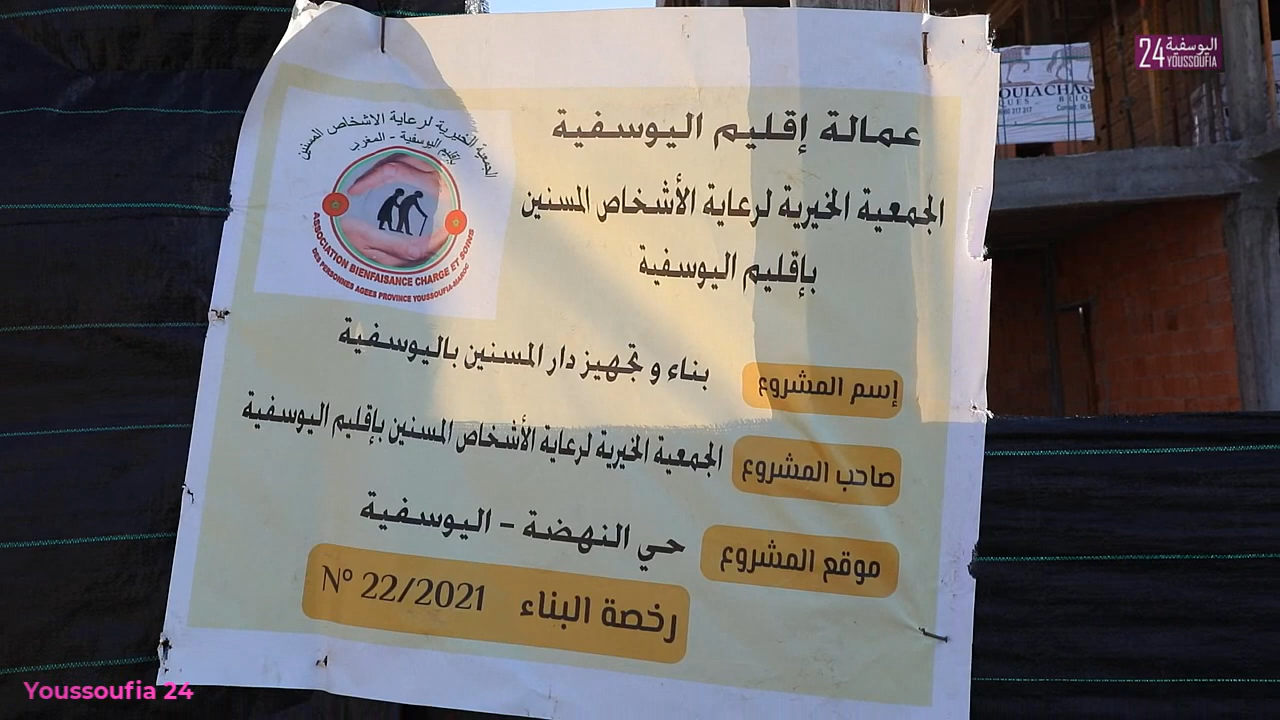 اليوسفية
24 YOUSSOUFIA
عمالة إقليم اليوسفية
الجمعية الخيرية لرعاية الأشخاص المسنين
بإقليم اليوسفية
الجمعية الخيرية لرعاية الاشخاص المسنين
بإقليم اليوسفية - المغرب
ASSOCIATION BIENFAISANCE CHARGE ET SOINS
DES PERSONNES AGEES PROVINCE YOUSSOUFIA-MAROC
إسم المشروع بناء و تجهيز دار المسنين باليوسفية
صاحب المشروع الجمعية الخيرية لرعاية الأشخاص المسنين بإقليم اليوسفية
موقع المشروع حي النهضة - اليوسفية
رخصة البناء N° 22/2021
Youssoufia 24